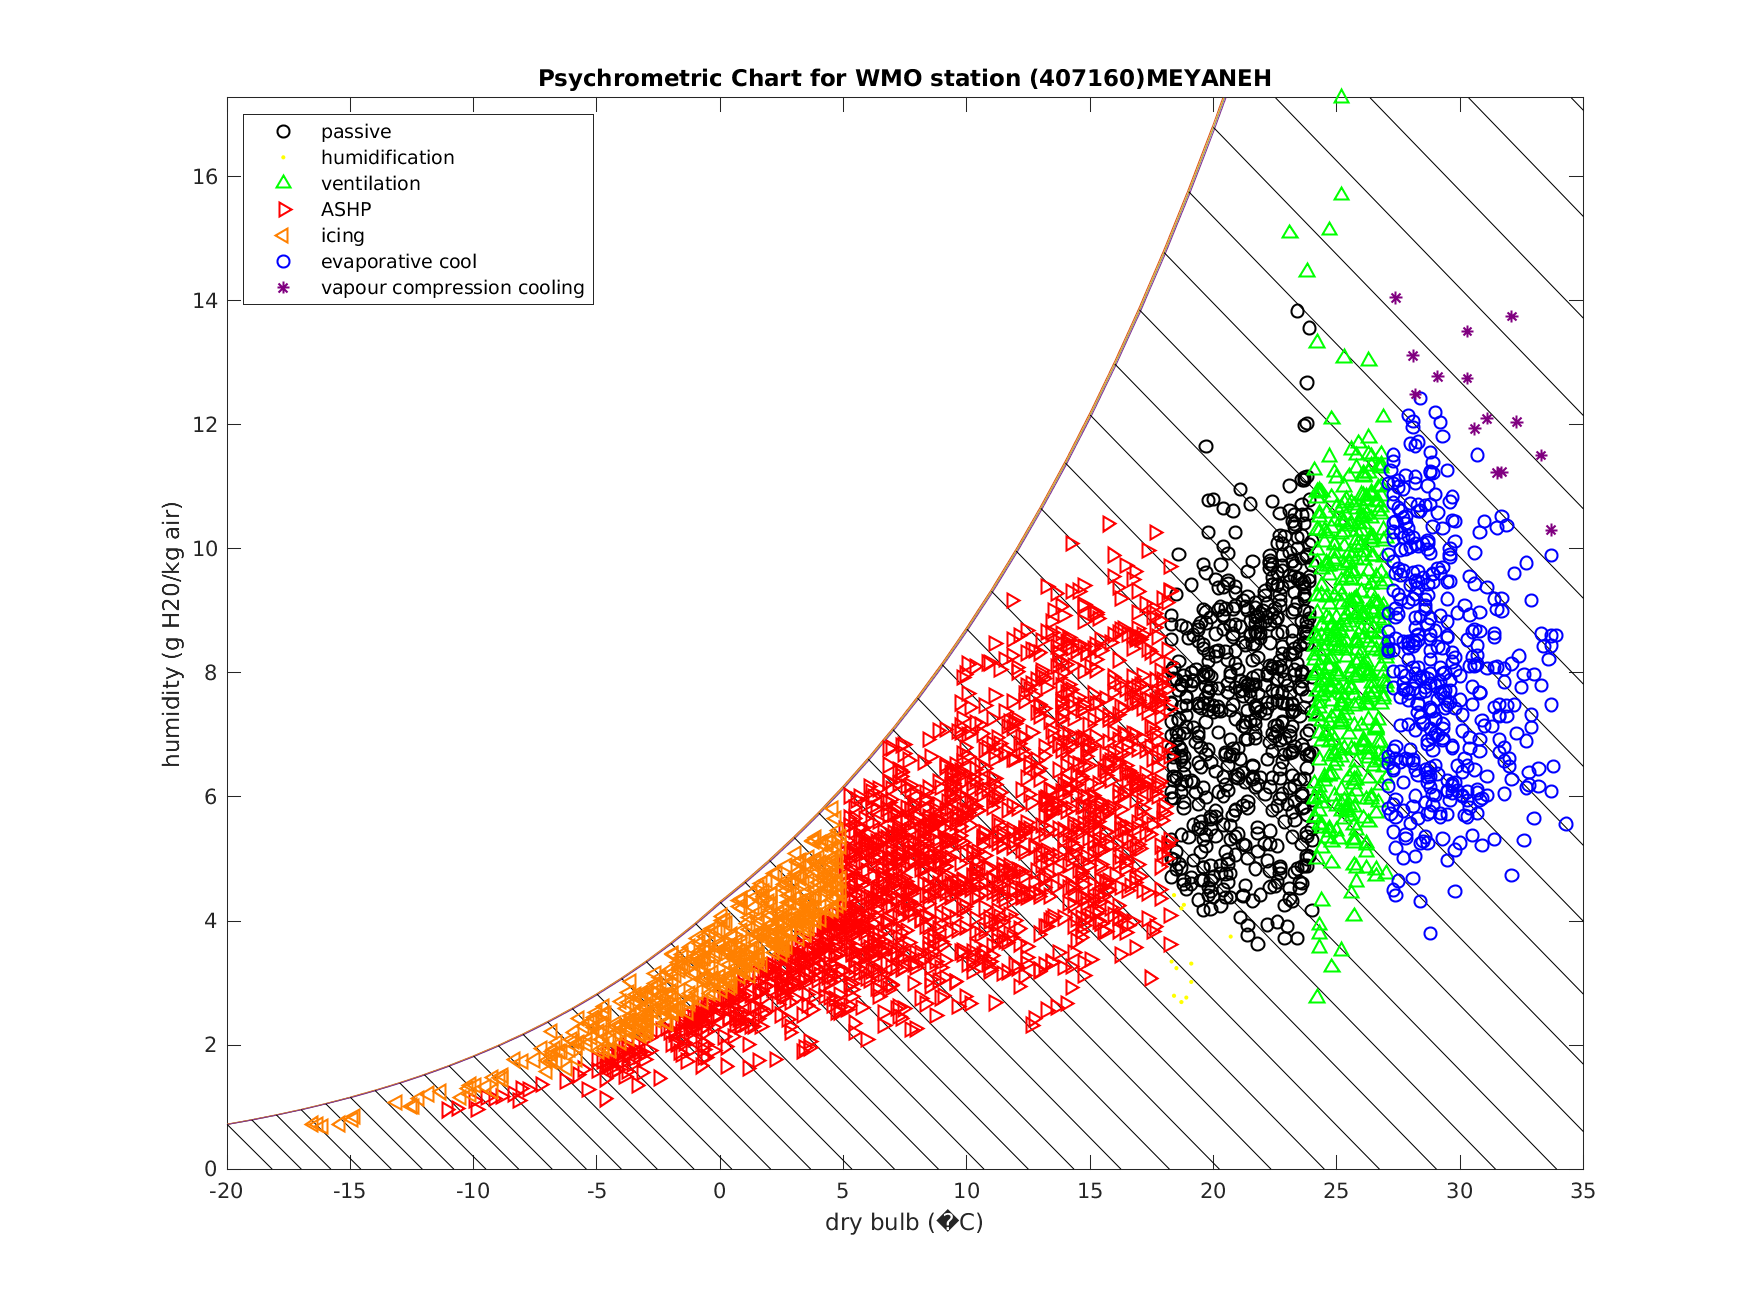 Psychrometric Chart for WMO station (407160)MEYANEH
passive
humidification
ventilation
ASHP
icing
evaporative cool
vapour compression cooling
humidity (g H20/kg air)
16
14
12
10
8
6
4
2
0
-20 -15 -10 -5 0 5 10 15 20 25 30 35
dry bulb (�C)